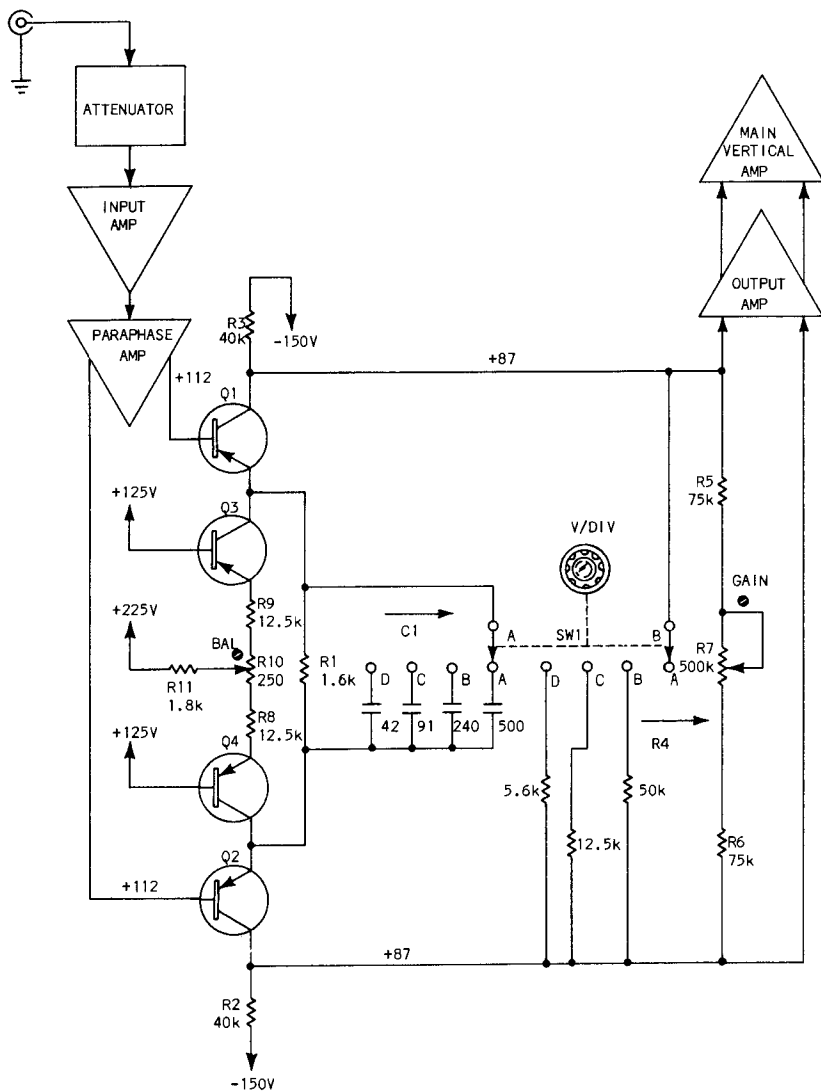 ATTENUATOR
INPUT
AMP
PARAPHASE
AMP
MAIN
VERTICAL
AMP
OUTPUT
AMP
R3
40k
-150V
+87
+112
Q1
+125V
Q3
R9
12.5k
+225V
BAL
R10
250
R11
1.8k
R1
1.6k
R8
12.5k
+125V
Q4
Q2
+112
R2
40k
-150V
+87
V/DIV
C1
A
SW1
B
D
C
B
A
D
C
B
A
42
91
240
500
R4
5.6k
12.5k
50k
R5
75k
GAIN
R7
500k
R6
75k